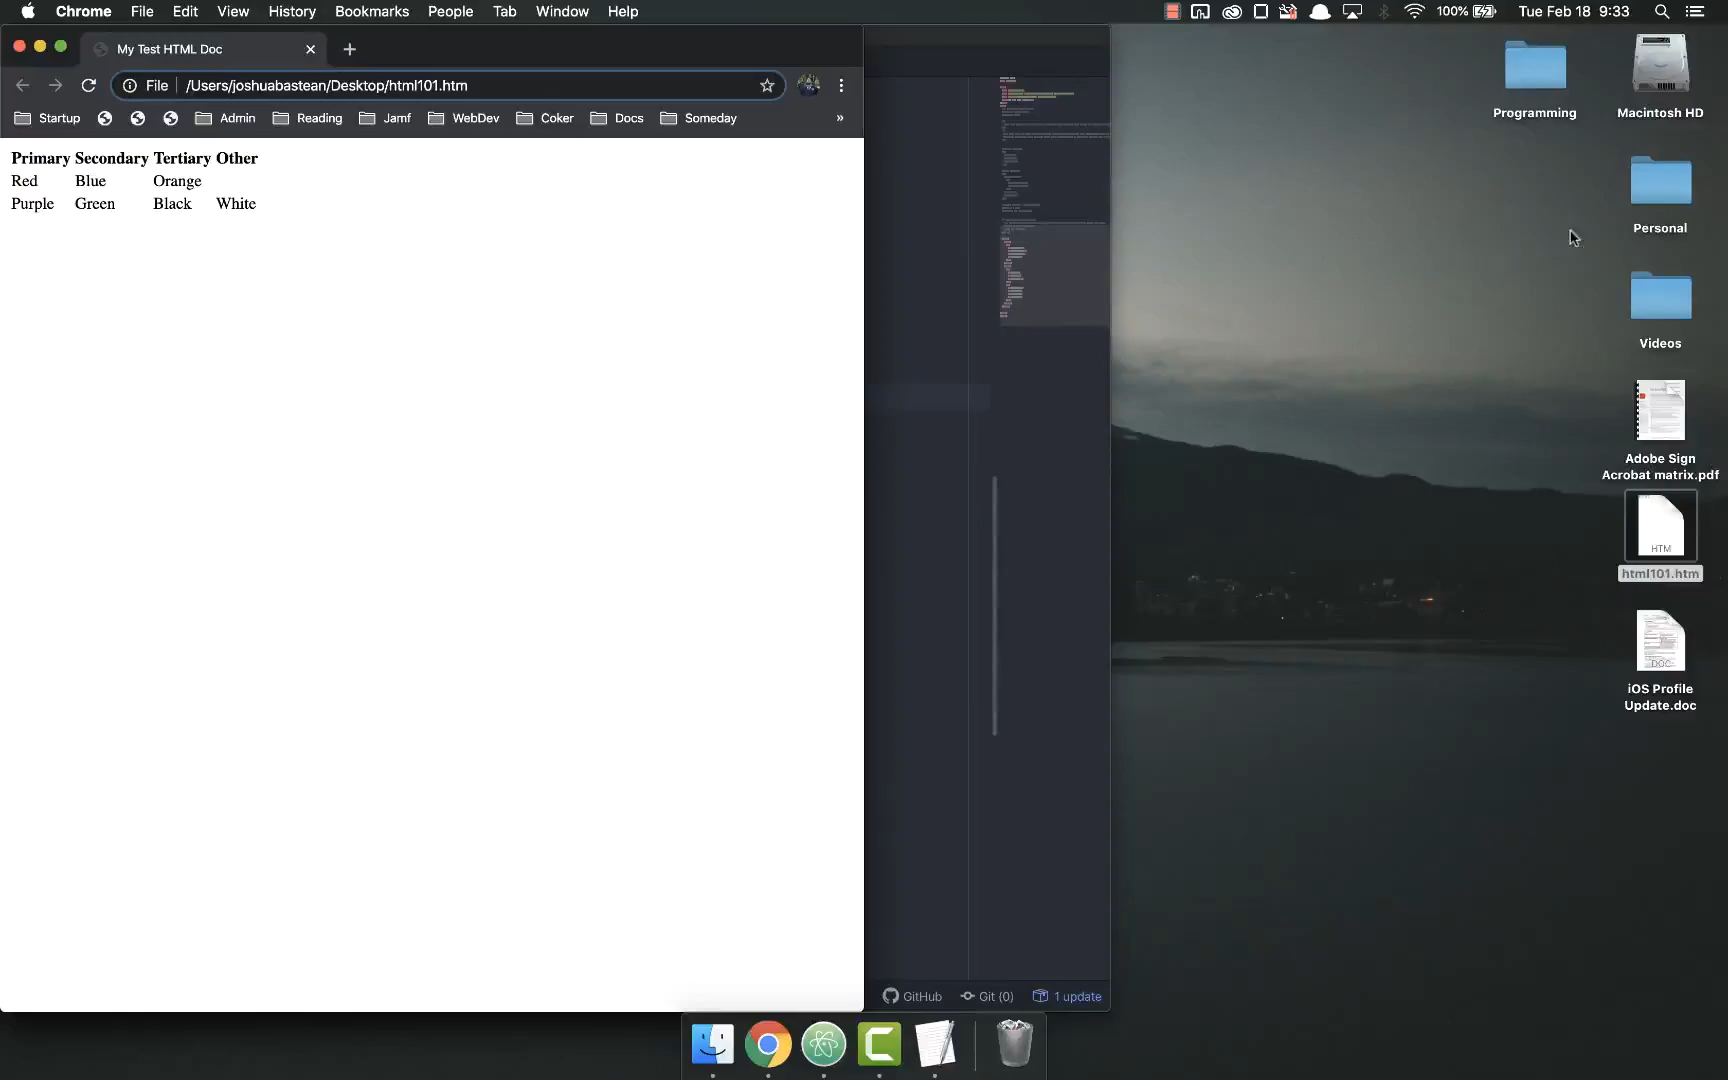 Chrome File Edit View History Bookmarks People Tab Window Help
100% Tue Feb 18 9:33
My Test HTML Doc
File /Users/joshuabastean/Desktop/html101.htm
Startup Admin Reading Jamf WebDev Coker Docs Someday »
Primary Secondary Tertiary Other
Red Blue Orange
Purple Green Black White
Programming
Macintosh HD
Personal
Videos
Adobe Sign
Acrobat matrix.pdf
HTM
html101.htm
DOC
iOS Profile
Update.doc
GitHub Git (0) 1 update